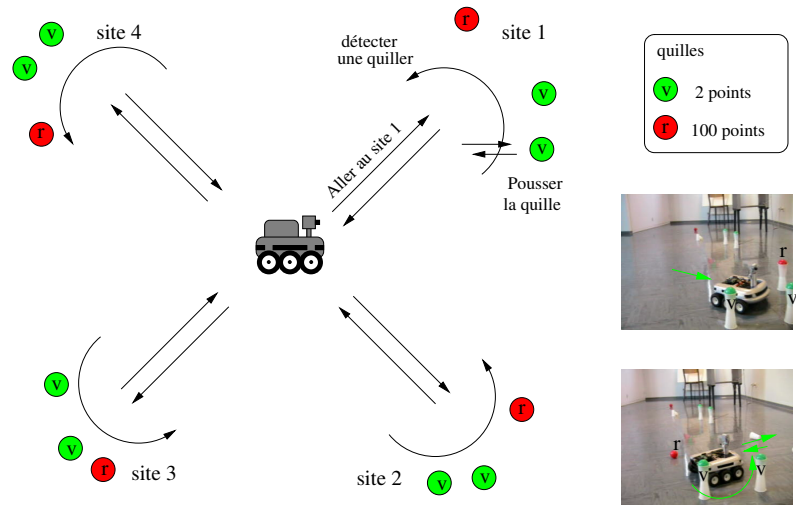 site 4
v
v
r
détecter
une quiller
r
site 1
v
v
Aller au site 1
Pousser
la quille
quilles
v 2 points
r 100 points
r
v
v
v
v
r
site 3
r
v
v
site 2
r
v
v